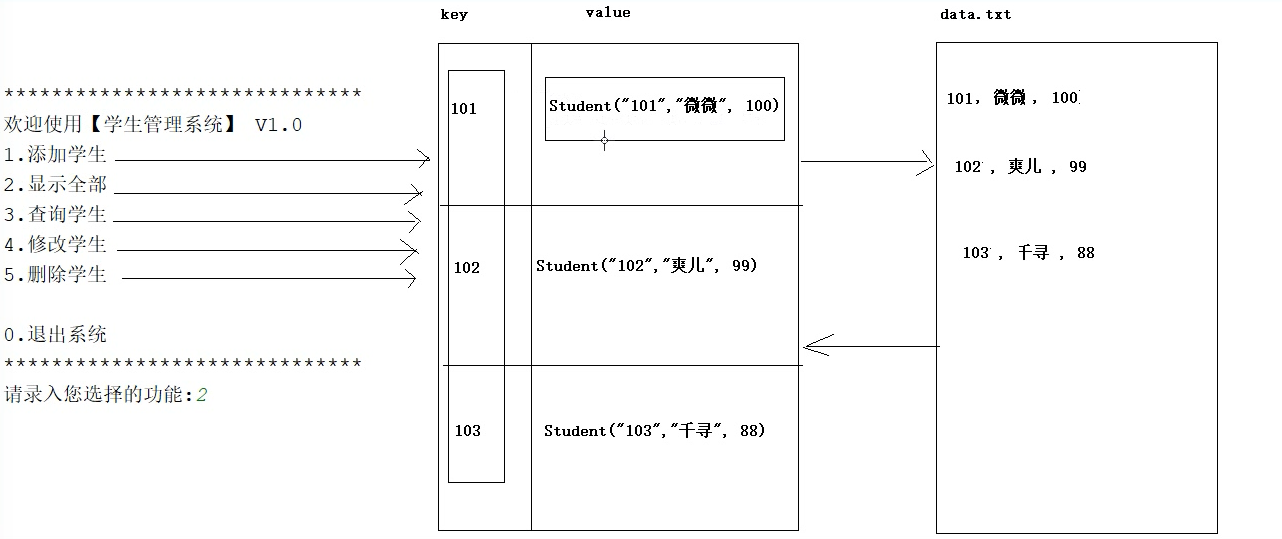 ******************************
欢迎使用【学生管理系统】 V1.0
1.添加学生
2.显示全部
3.查询学生
4.修改学生
5.删除学生
0.退出系统
******************************
请录入您选择的功能:2
key value
101 Student("101","微微", 100)
102 Student("102","爽儿", 99)
103 Student("103","千寻", 88)
data.txt
101, 微微 , 100
102 , 爽儿 , 99
103 , 千寻 , 88